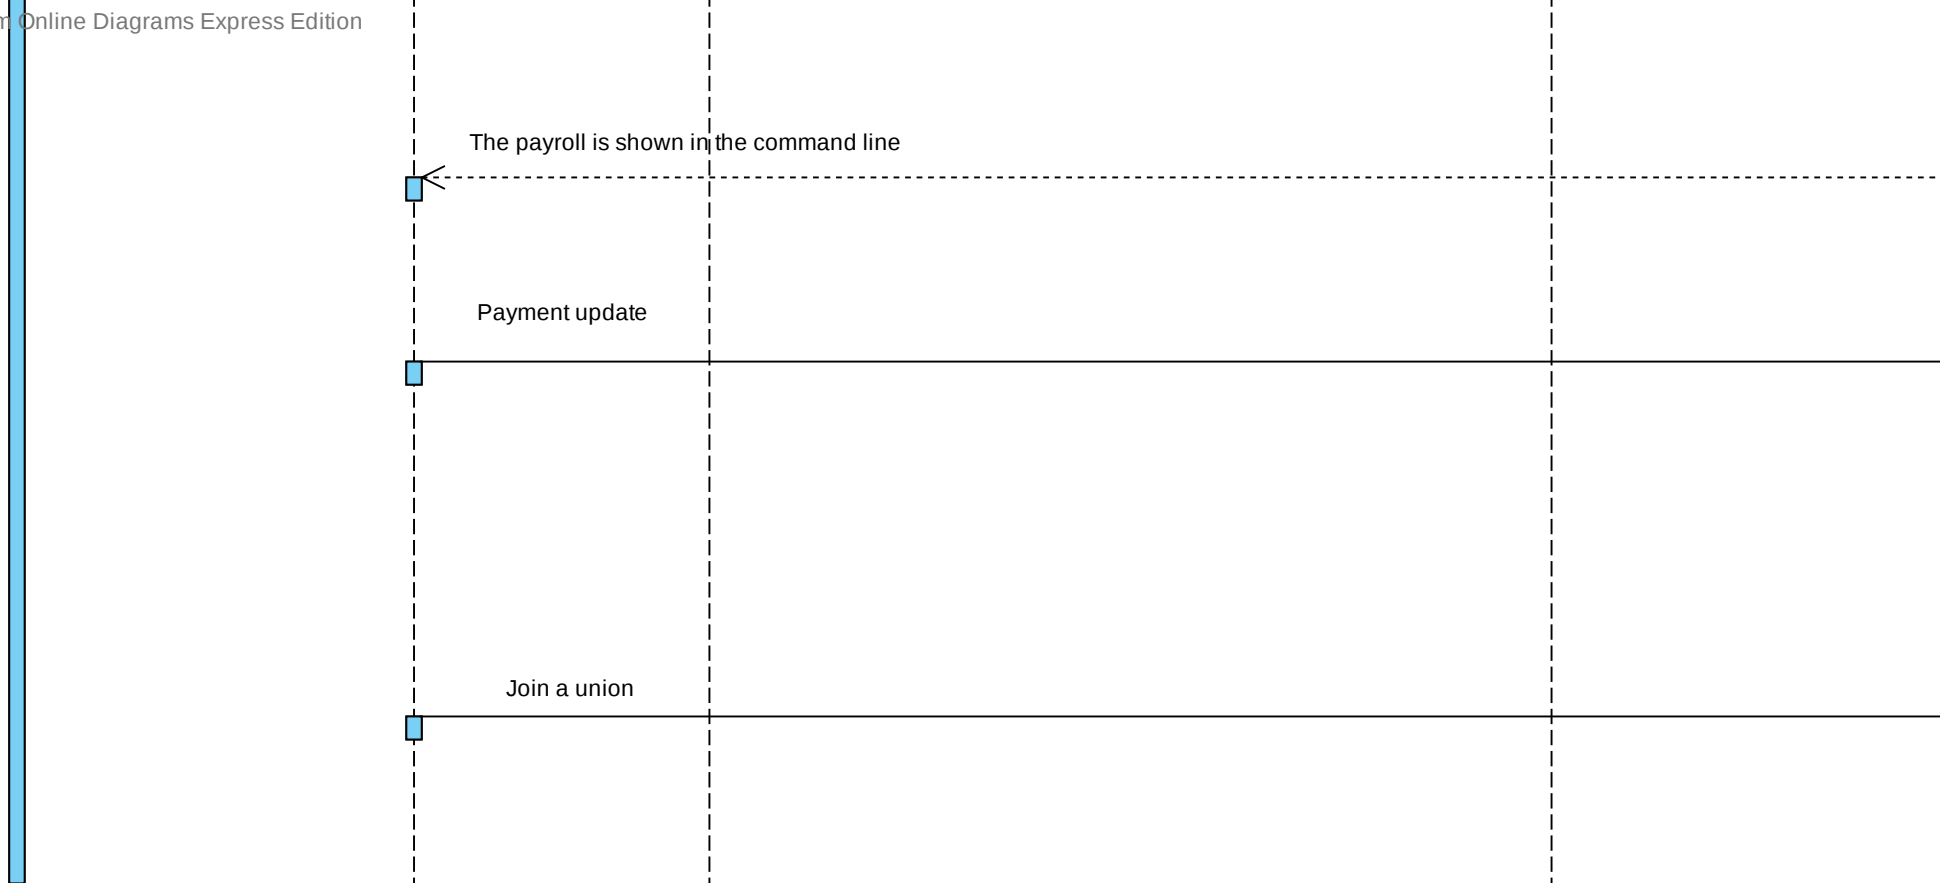 Online Diagrams Express Edition
The payroll is shown in the command line
Payment update
Join a union